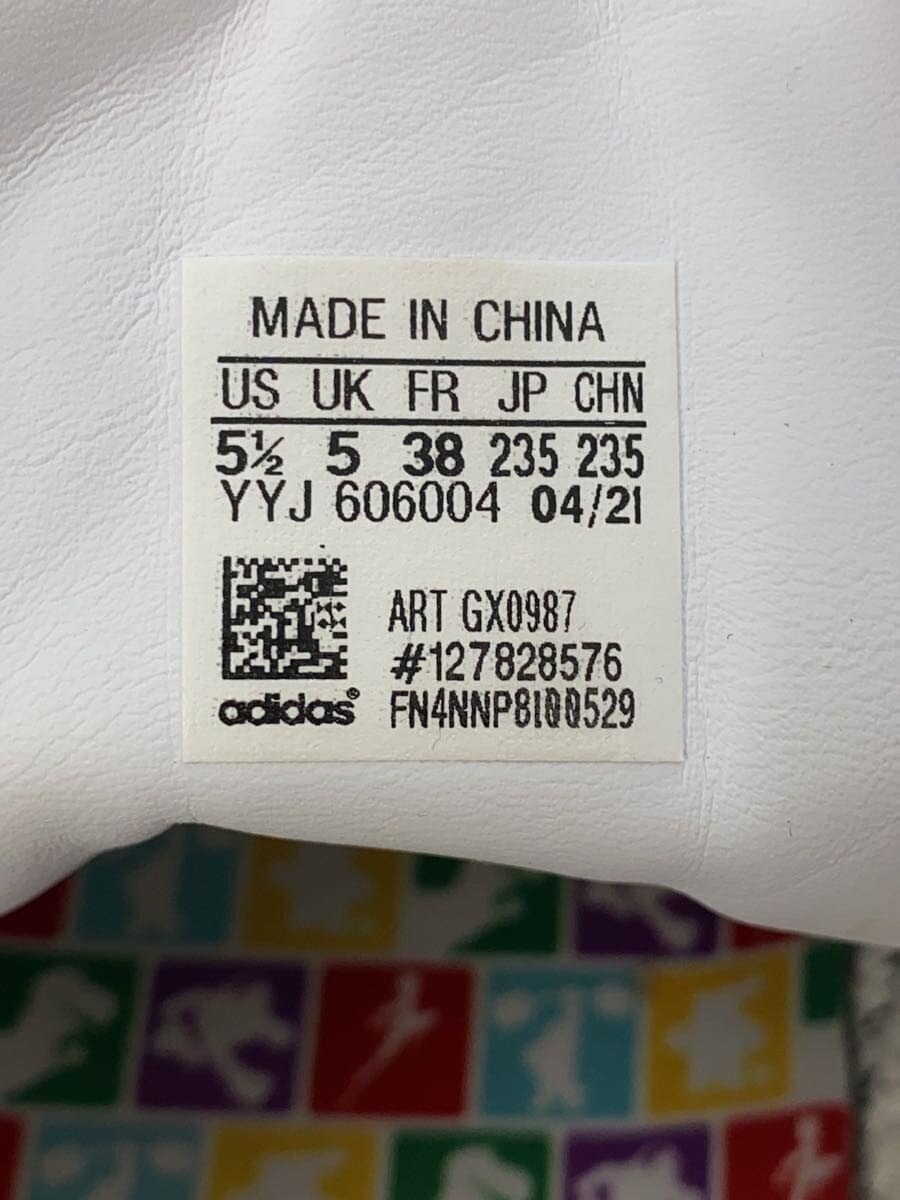 MADE IN CHINA
US UK FR JP CHN
5½ 5 38 235 235
YYJ 606004 04/21
ART GX0987
#127828576
adidas® FN4NNP8I00529